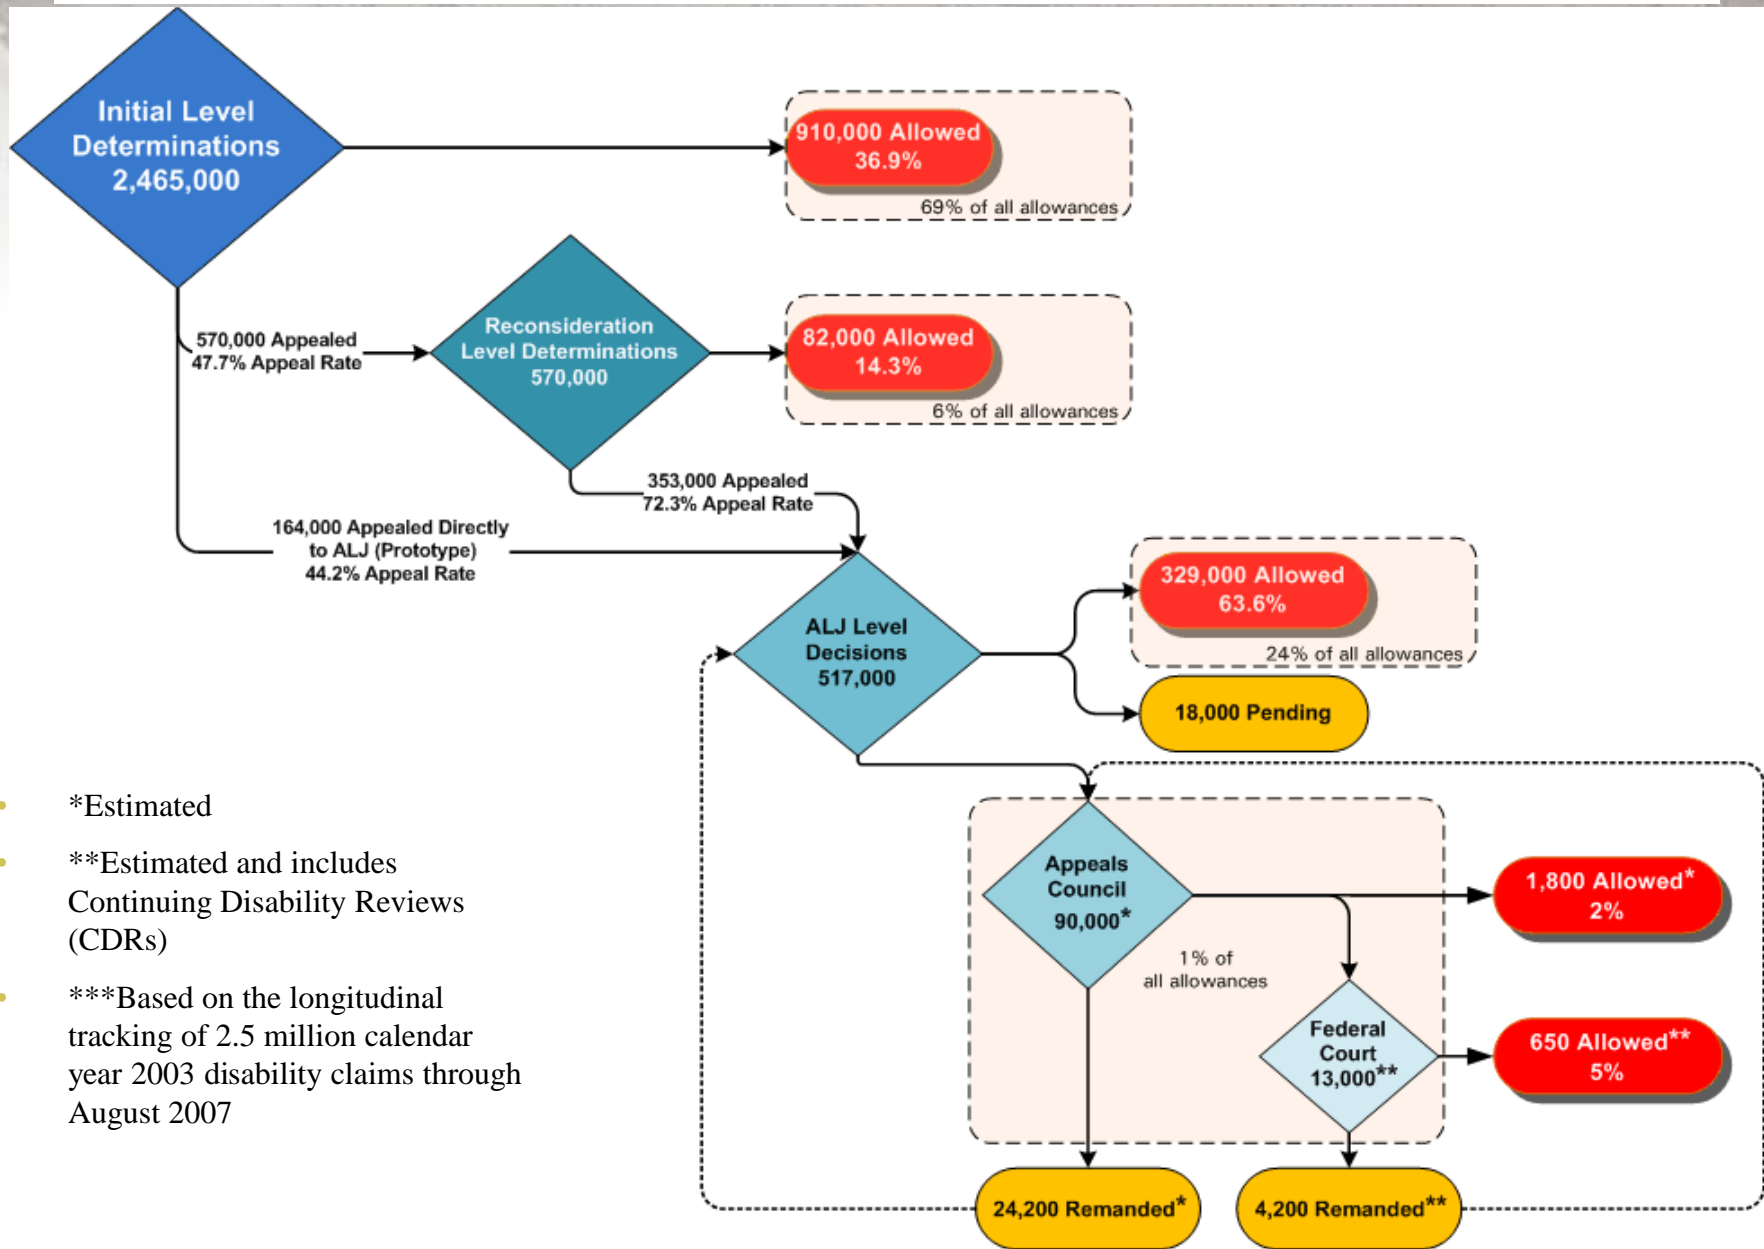 Initial Level
Determinations
2,465,000
910,000 Allowed
36.9%
69% of all allowances
570,000 Appealed
47.7% Appeal Rate
Reconsideration
Level Determinations
570,000
82,000 Allowed
14.3%
6% of all allowances
353,000 Appealed
72.3% Appeal Rate
164,000 Appealed Directly
to ALJ (Prototype)
44.2% Appeal Rate
ALJ Level
Decisions
517,000
329,000 Allowed
63.6%
24% of all allowances
18,000 Pending
Appeals
Council
90,000*
1,800 Allowed*
2%
1% of
all allowances
Federal
Court
13,000**
650 Allowed**
5%
24,200 Remanded*
4,200 Remanded**
• *Estimated
• **Estimated and includes
Continuing Disability Reviews
(CDRs)
• ***Based on the longitudinal
tracking of 2.5 million calendar
year 2003 disability claims through
August 2007